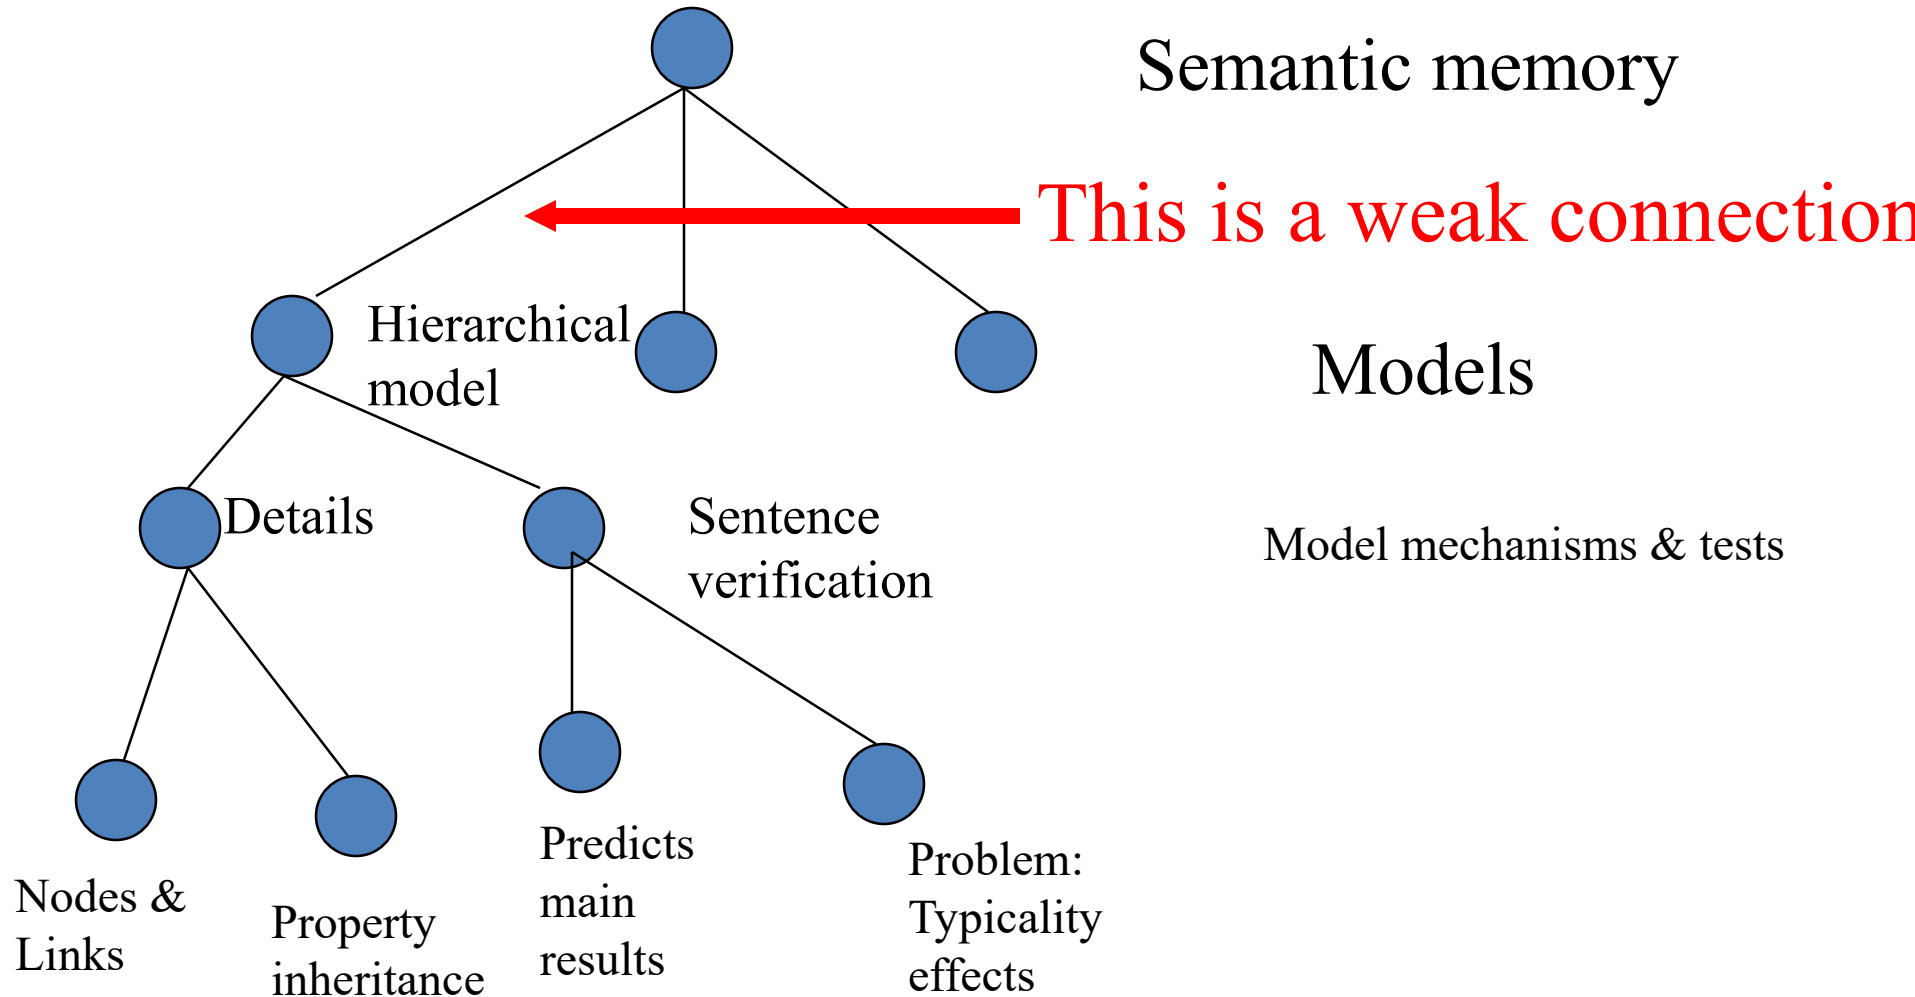 Semantic memory
This is a weak connection
Hierarchical
model
Models
Details
Sentence
verification
Model mechanisms & tests
Nodes &
Links
Property
inheritance
Predicts
main
results
Problem:
Typicality
effects